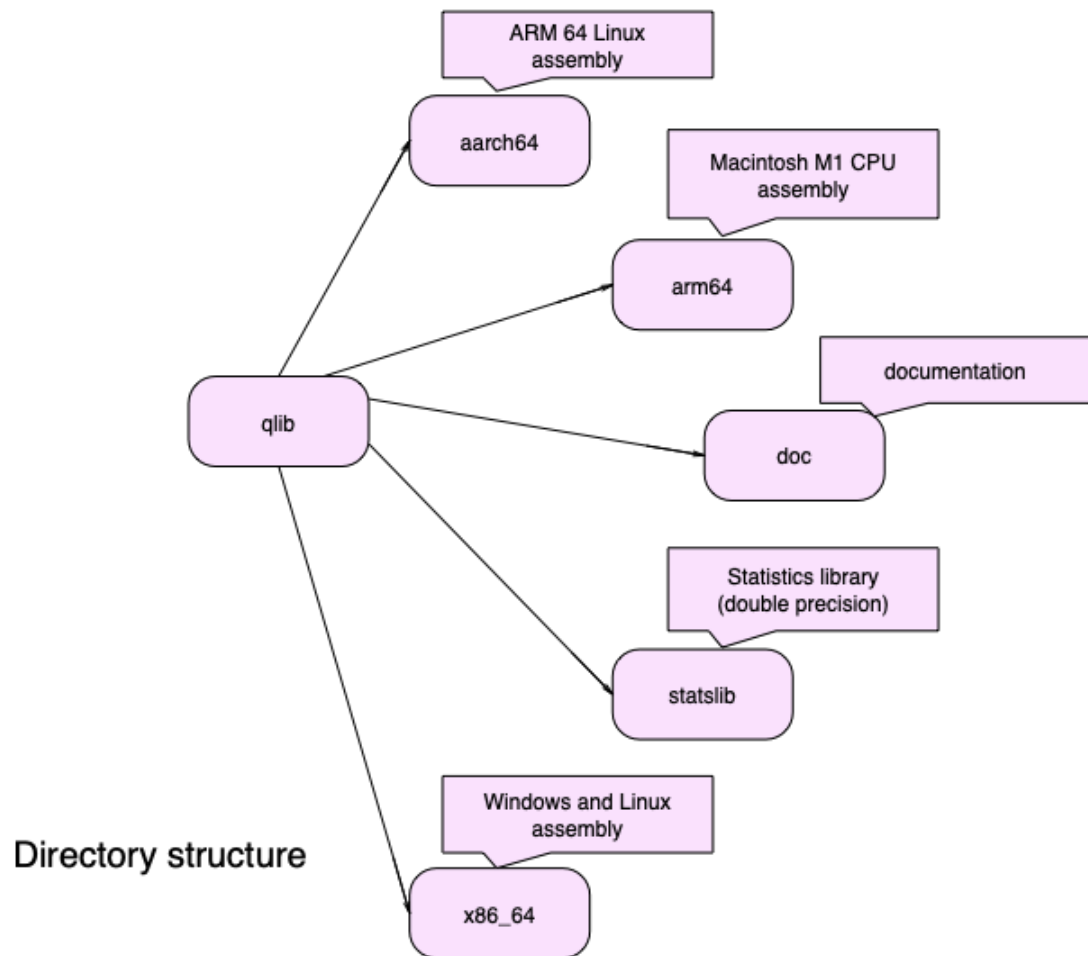 ARM 64 Linux
assembly
aarch64
Macintosh M1 CPU
assembly
arm64
documentation
qlib
doc
Statistics library
(double precision)
statslib
Windows and Linux
assembly
Directory structure
x86_64